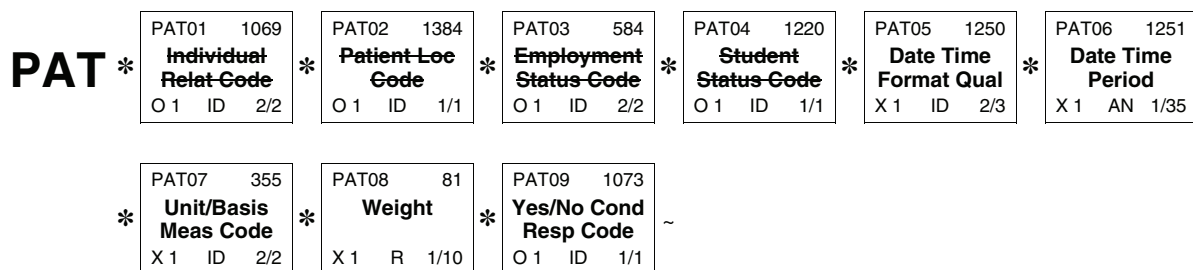 PAT * PAT01 1069 * PAT02 1384 * PAT03 584 * PAT04 1220 * PAT05 1250 * PAT06 1251
Individual Patient Loc Employment Student Date Time Date Time
Relat Code Code Status Code Status Code Format Qual Period
O 1 ID 2/2 O 1 ID 1/1 O 1 ID 2/2 O 1 ID 1/1 X 1 ID 2/3 X 1 AN 1/35
* PAT07 355 * PAT08 81 * PAT09 1073 ~
Unit/Basis Weight Yes/No Cond
Meas Code Resp Code
X 1 ID 2/2 X 1 R 1/10 O 1 ID 1/1